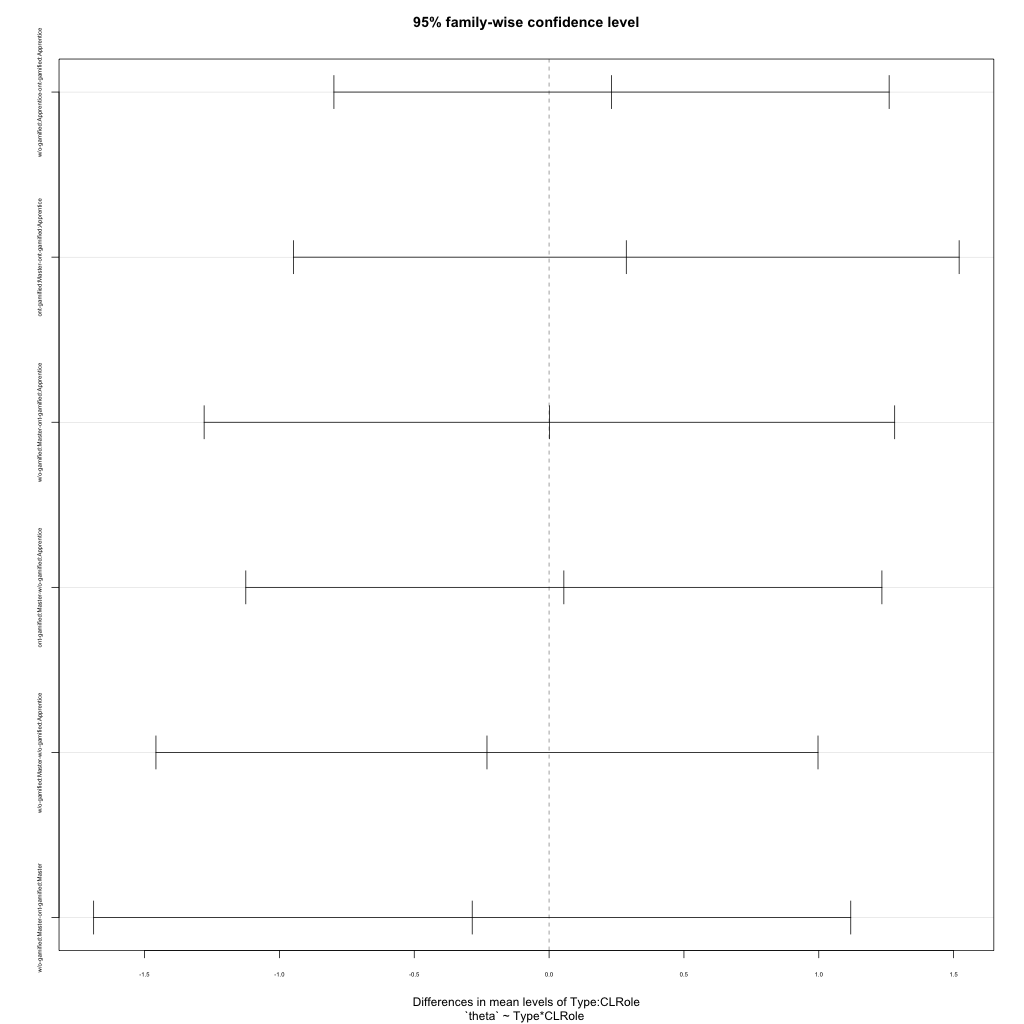 95% family-wise confidence level
w/o-gamified:Apprentice-ont-gamified:Apprentice
ont-gamified:Master-ont-gamified:Apprentice
w/o-gamified:Master-ont-gamified:Apprentice
ont-gamified:Master-w/o-gamified:Apprentice
w/o-gamified:Master-w/o-gamified:Apprentice
w/o-gamified:Master-ont-gamified:Master
-1.5 -1.0 -0.5 0.0 0.5 1.0 1.5
Differences in mean levels of Type:CLRole
`theta` ~ Type*CLRole